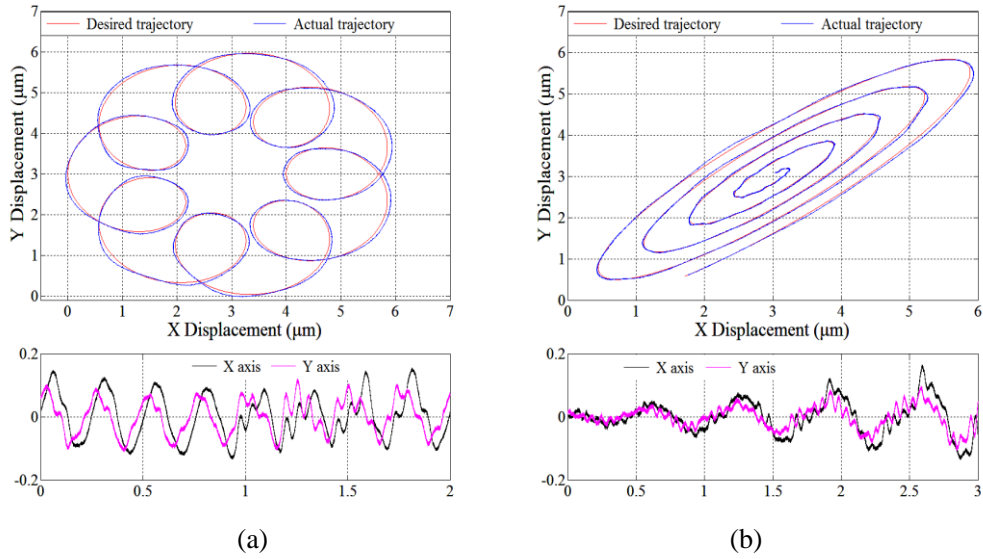 Desired trajectory Actual trajectory
7
6
5
4
3
2
1
0
Y Displacement (μm)
0 1 2 3 4 5 6 7
X Displacement (μm)
0.2
0
-0.2
X axis Y axis
0 0.5 1 1.5 2
(a)
Desired trajectory Actual trajectory
7
6
5
4
3
2
1
0
Y Displacement (μm)
0 1 2 3 4 5 6
X Displacement (μm)
0.2
0
-0.2
X axis Y axis
0 0.5 1 1.5 2 2.5 3
(b)